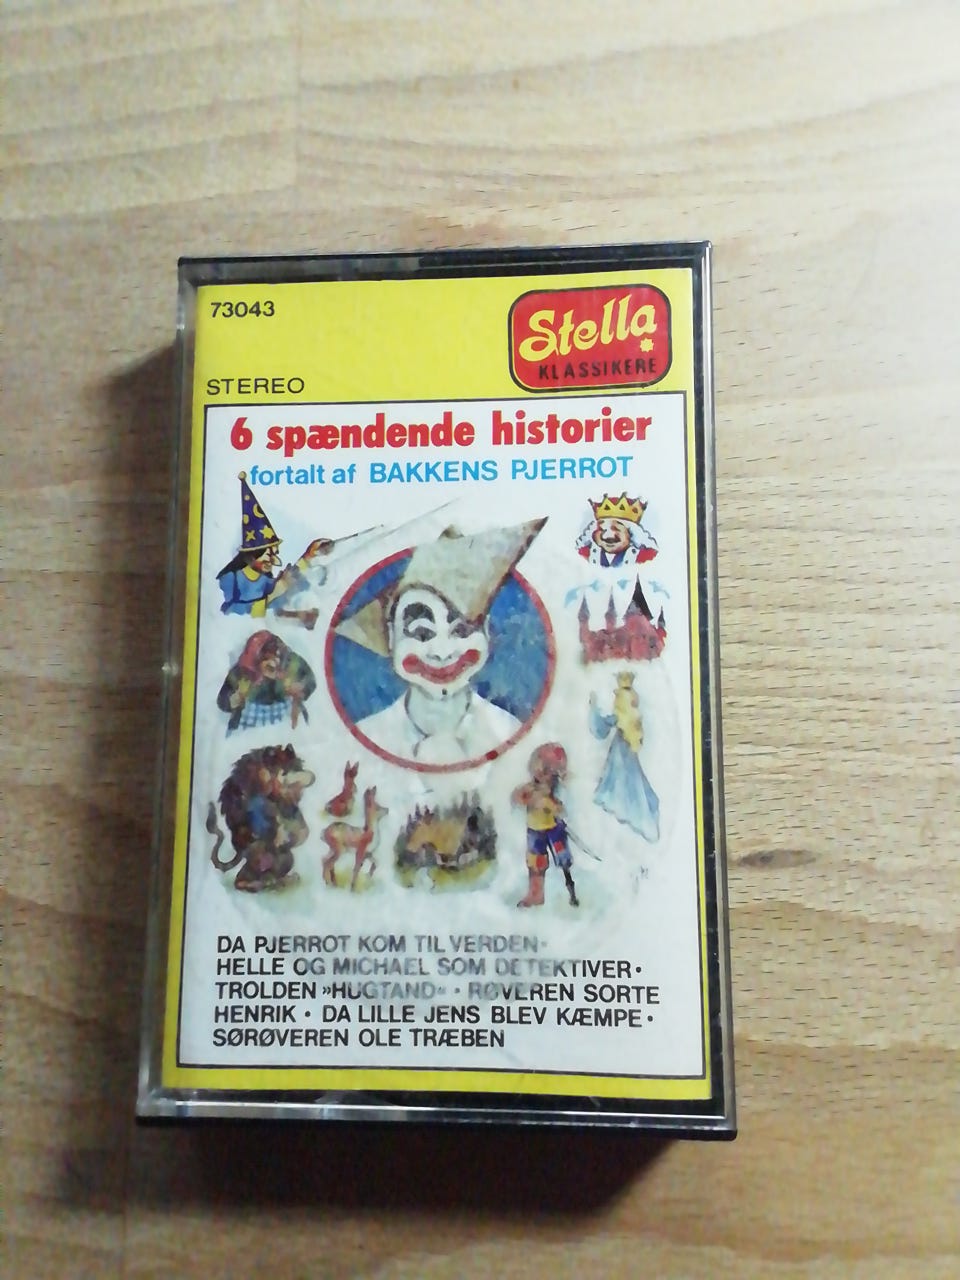 73043
Stella
KLASSIKERE
STEREO
6 spændende historier
fortalt af BAKKENS PJERROT
DA PJERROT KOM TIL VERDEN•
HELLE OG MICHAEL SOM DETEKTIVER•
TROLDEN »HUGTAND« • RØVEREN SORTE
HENRIK • DA LILLE JENS BLEV KÆMPE•
SØRØVEREN OLE TRÆBEN